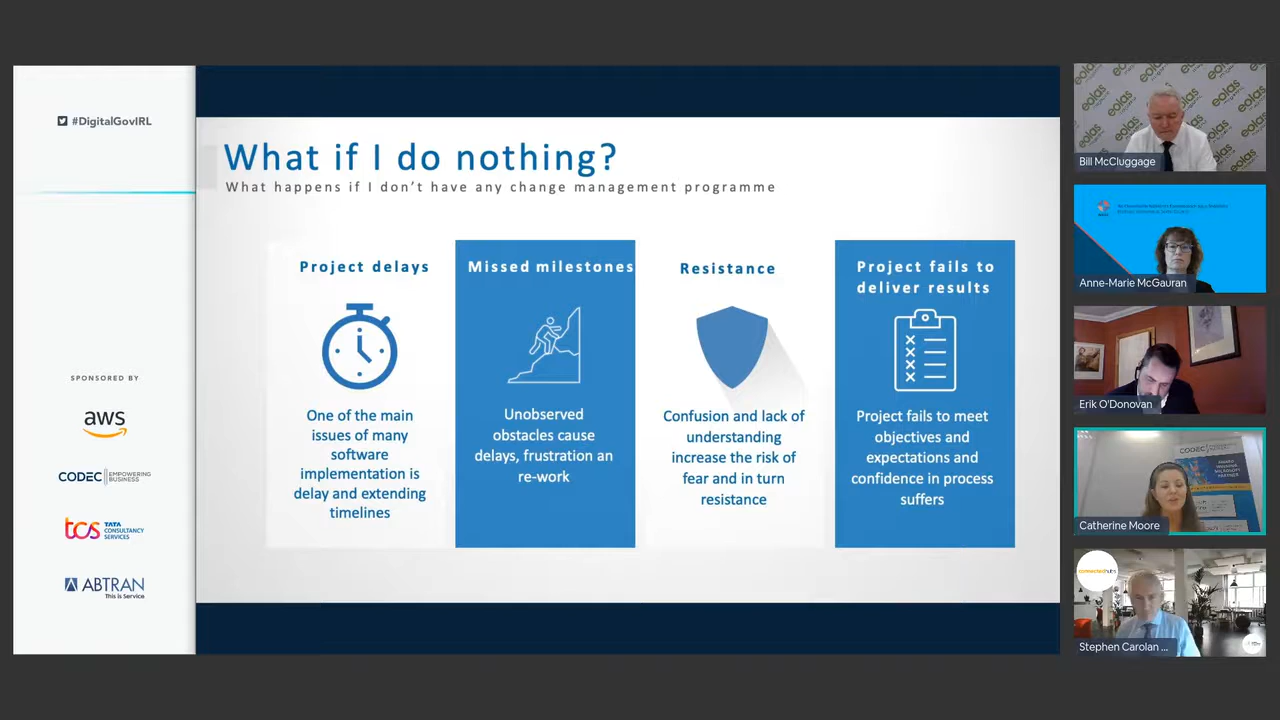 #DigitalGovIRL
SPONSORED BY
aws
CODEC
EMPOWERING
BUSINESS
tcs
TATA
CONSULTANCY
SERVICES
ABTRAN
This is Service
What if I do nothing?
What happens if I don't have any change management programme
Project delays
One of the main
issues of many
software
implementation is
delay and extending
timelines
Missed milestones
Unobserved
obstacles cause
delays, frustration an
re-work
Resistance
Confusion and lack of
understanding
increase the risk of
fear and in turn
resistance
Project fails to
deliver results
Project fails to meet
objectives and
expectations and
confidence in process
suffers
eolas
Bill McCluggage
Anne-Marie McGauran
Erik O'Donovan
CODEC
Catherine Moore
connectedhubs
Stephen Carolan ...